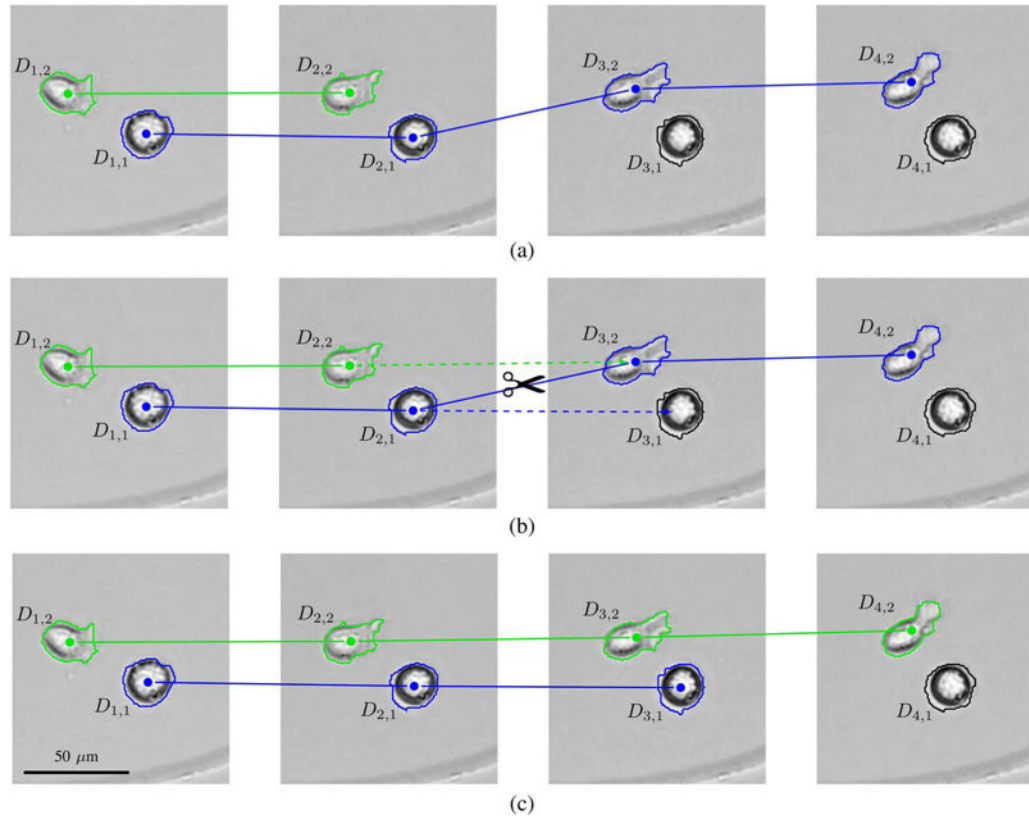 D1,2 D2,2 D3,2 D4,2
D1,1 D2,1 D3,1 D4,1
(a)
D1,2 D2,2 D3,2 D4,2
D1,1 D2,1 D3,1 D4,1
(b)
D1,2 D2,2 D3,2 D4,2
D1,1 D2,1 D3,1 D4,1
50 μm
(c)